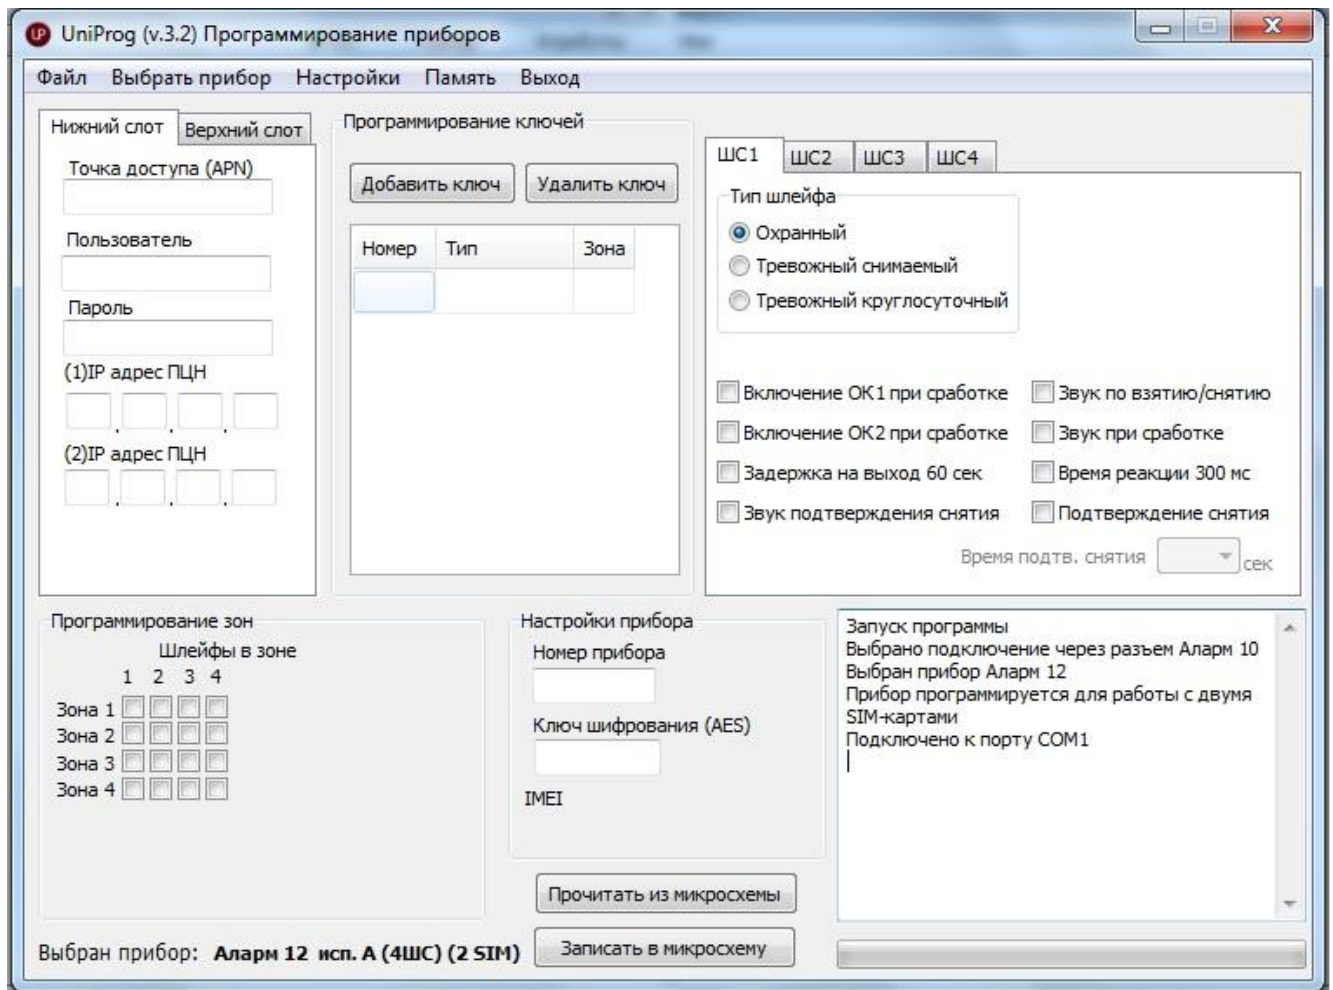 UniProg (v.3.2) Программирование приборов
Файл Выбрать прибор Настройки Память Выход
Нижний слот Верхний слот
Точка доступа (APN)
Пользователь
Пароль
(1)IP адрес ПЦН
. . .
(2)IP адрес ПЦН
. . .
Программирование ключей
Добавить ключ Удалить ключ
Номер Тип Зона
ШС1 ШС2 ШС3 ШС4
Тип шлейфа
Охранный
Тревожный снимаемый
Тревожный круглосуточный
Включение ОК1 при сработке Звук по взятию/снятию
Включение ОК2 при сработке Звук при сработке
Задержка на выход 60 сек Время реакции 300 мс
Звук подтверждения снятия Подтверждение снятия
Время подтв. снятия сек
Программирование зон
Шлейфы в зоне
1 2 3 4
Зона 1
Зона 2
Зона 3
Зона 4
Настройки прибора
Номер прибора
Ключ шифрования (AES)
IMEI
Прочитать из микросхемы
Записать в микросхему
Запуск программы
Выбрано подключение через разъем Аларм 10
Выбран прибор Аларм 12
Прибор программируется для работы с двумя
SIM-картами
Подключено к порту COM1
Выбран прибор: Аларм 12 исп. А (4ШС) (2 SIM)